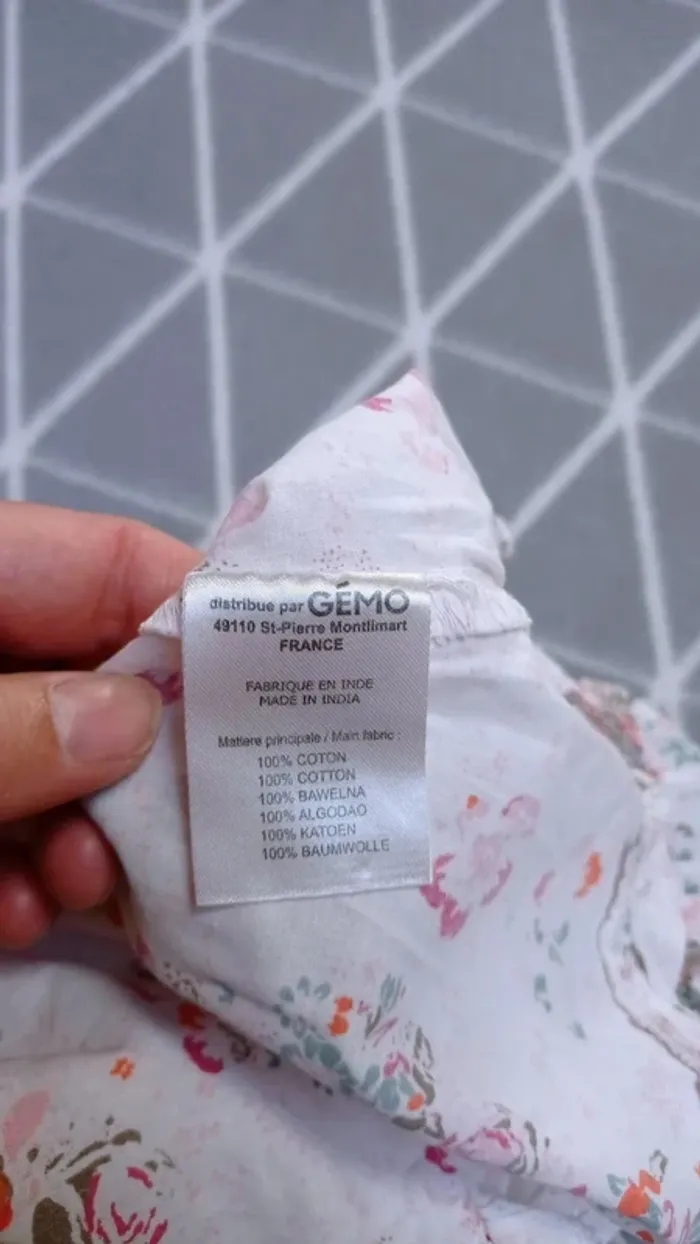 distribue par GÉMO
49110 St-Pierre Montlimart
FRANCE
FABRIQUE EN INDE
MADE IN INDIA
Matiere principale / Main fabric :
100% COTON
100% COTTON
100% BAWELNA
100% ALGODAO
100% KATOEN
100% BAUMWOLLE